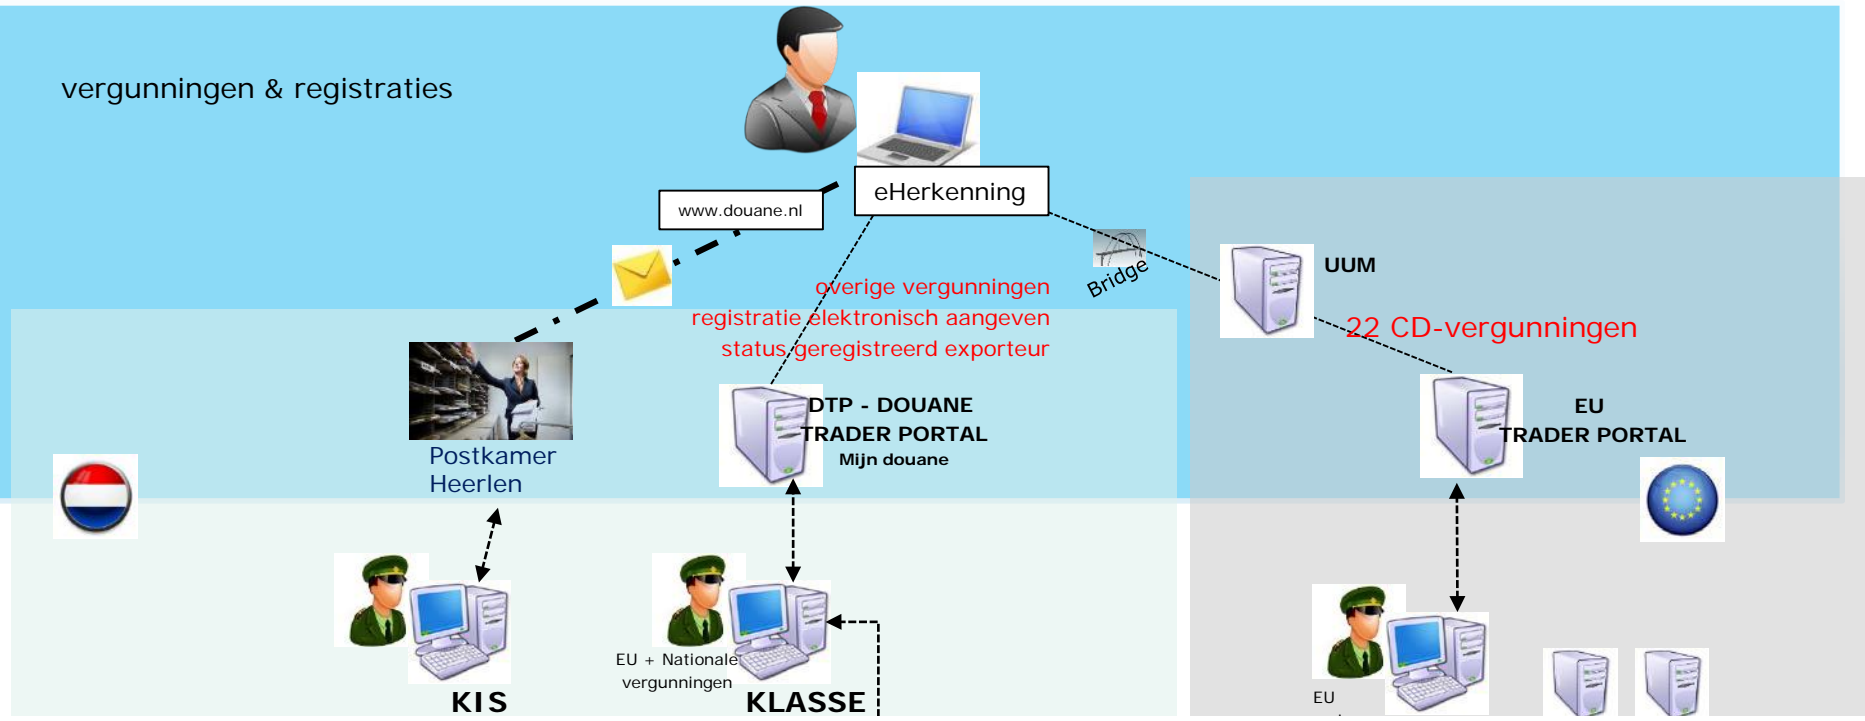 vergunningen & registraties
eHerkenning
www.douane.nl
Bridge
UUM
overige vergunningen
registratie elektronisch aangeven
status geregistreerd exporteur
22 CD-vergunningen
DTP - DOUANE
TRADER PORTAL
Mijn douane
EU
TRADER PORTAL
Postkamer
Heerlen
EU + Nationale
vergunningen
KIS
KLASSE
EU